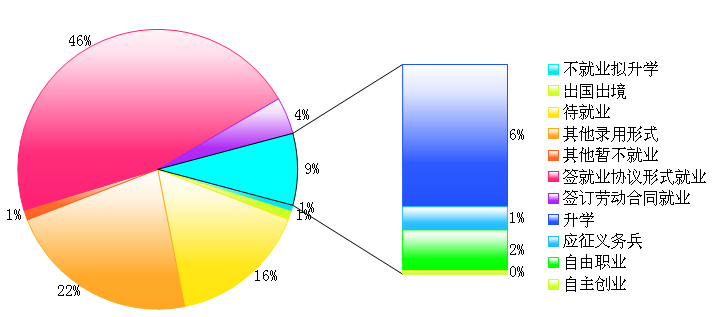 46%
4%
9%
1%
1%
16%
22%
1%
6%
1%
2%
0%
不就业拟升学
出国出境
待就业
其他录用形式
其他暂不就业
签就业协议形式就业
签订劳动合同就业
升学
应征义务兵
自由职业
自主创业